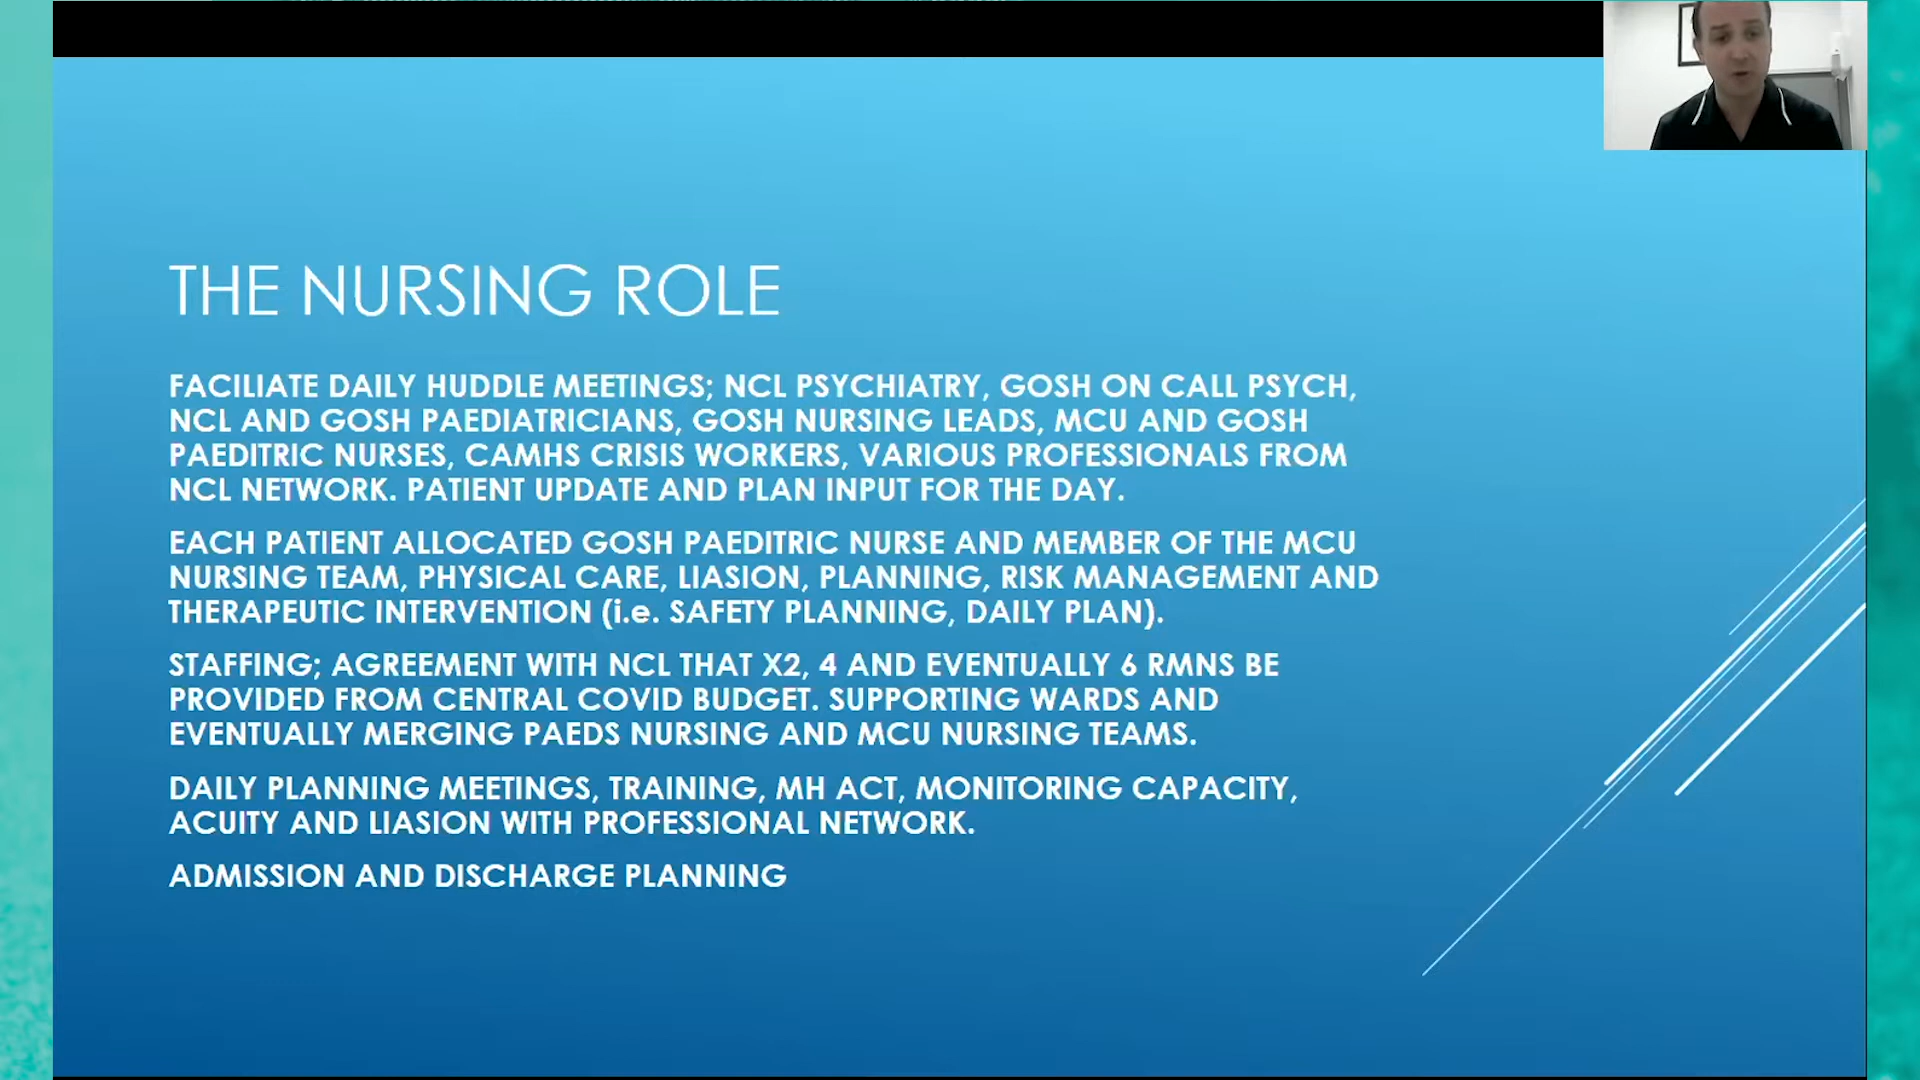 THE NURSING ROLE
FACILIATE DAILY HUDDLE MEETINGS; NCL PSYCHIATRY, GOSH ON CALL PSYCH,
NCL AND GOSH PAEDIATRICIANS, GOSH NURSING LEADS, MCU AND GOSH
PAEDITRIC NURSES, CAMHS CRISIS WORKERS, VARIOUS PROFESSIONALS FROM
NCL NETWORK. PATIENT UPDATE AND PLAN INPUT FOR THE DAY.
EACH PATIENT ALLOCATED GOSH PAEDITRIC NURSE AND MEMBER OF THE MCU
NURSING TEAM, PHYSICAL CARE, LIASION, PLANNING, RISK MANAGEMENT AND
THERAPEUTIC INTERVENTION (i.e. SAFETY PLANNING, DAILY PLAN).
STAFFING; AGREEMENT WITH NCL THAT X2, 4 AND EVENTUALLY 6 RMNS BE
PROVIDED FROM CENTRAL COVID BUDGET. SUPPORTING WARDS AND
EVENTUALLY MERGING PAEDS NURSING AND MCU NURSING TEAMS.
DAILY PLANNING MEETINGS, TRAINING, MH ACT, MONITORING CAPACITY,
ACUITY AND LIASION WITH PROFESSIONAL NETWORK.
ADMISSION AND DISCHARGE PLANNING